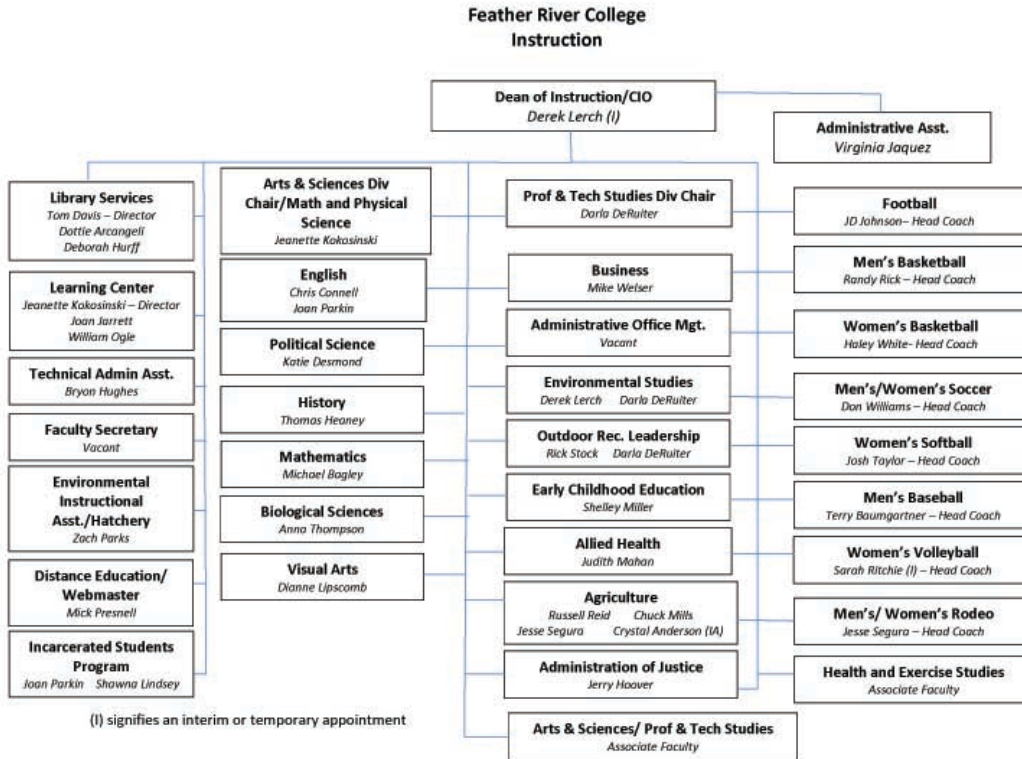 Feather River College
Instruction
Dean of Instruction/CIO
Derek Lerch (I)
Administrative Asst.
Virginia Jaquez
Library Services
Tom Davis – Director
Dottie Arcangeli
Deborah Hurff
Learning Center
Jeanette Kokosinski – Director
Joan Jarrett
William Ogle
Technical Admin Asst.
Bryon Hughes
Faculty Secretary
Vacant
Environmental
Instructional
Asst./Hatchery
Zach Parks
Distance Education/
Webmaster
Mick Presnell
Incarcerated Students
Program
Joan Parkin Shawna Lindsey
Arts & Sciences Div
Chair/Math and Physical
Science
Jeanette Kokosinski
English
Chris Connell
Joan Parkin
Political Science
Katie Desmond
History
Thomas Heaney
Mathematics
Michael Bagley
Biological Sciences
Anna Thompson
Visual Arts
Dianne Lipscomb
Prof & Tech Studies Div Chair
Darla DeRuiter
Business
Mike Welser
Administrative Office Mgt.
Vacant
Environmental Studies
Derek Lerch Darla DeRuiter
Outdoor Rec. Leadership
Rick Stock Darla DeRuiter
Early Childhood Education
Shelley Miller
Allied Health
Judith Mahan
Agriculture
Russell Reid Chuck Mills
Jesse Segura Crystal Anderson (IA)
Administration of Justice
Jerry Hoover
Arts & Sciences/ Prof & Tech Studies
Associate Faculty
Football
JD Johnson– Head Coach
Men's Basketball
Randy Rick – Head Coach
Women's Basketball
Haley White- Head Coach
Men's/Women's Soccer
Don Williams – Head Coach
Women's Softball
Josh Taylor – Head Coach
Men's Baseball
Terry Baumgartner – Head Coach
Women's Volleyball
Sarah Ritchie (I) – Head Coach
Men's/ Women's Rodeo
Jesse Segura – Head Coach
Health and Exercise Studies
Associate Faculty
(I) signifies an interim or temporary appointment